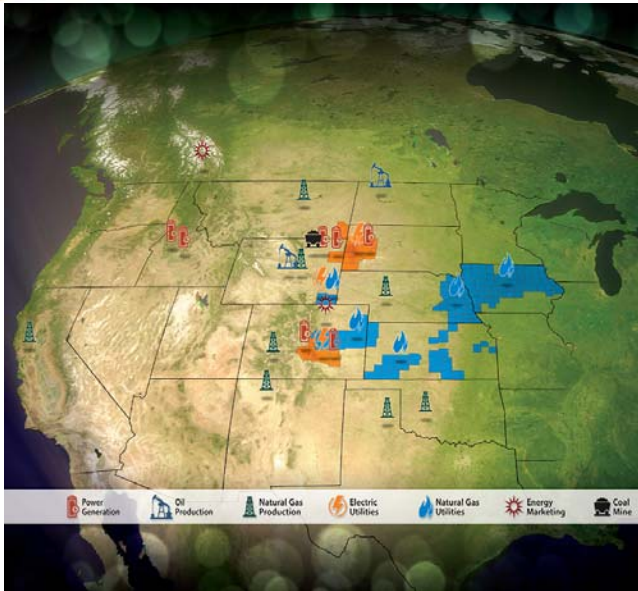 Power
Generation
Oil
Production
Natural Gas
Production
Electric
Utilities
Natural Gas
Utilities
Energy
Marketing
Coal
Mine